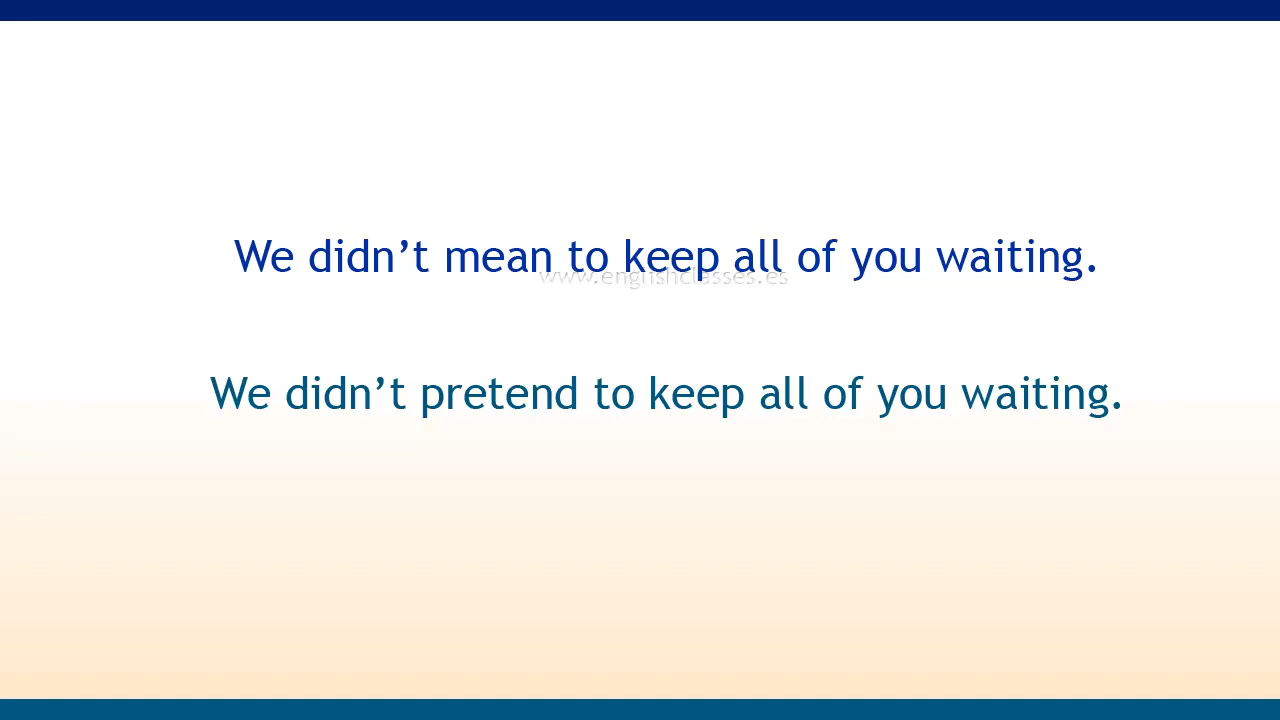 We didn’t mean to keep all of you waiting.
www.englishclasses.es
We didn’t pretend to keep all of you waiting.